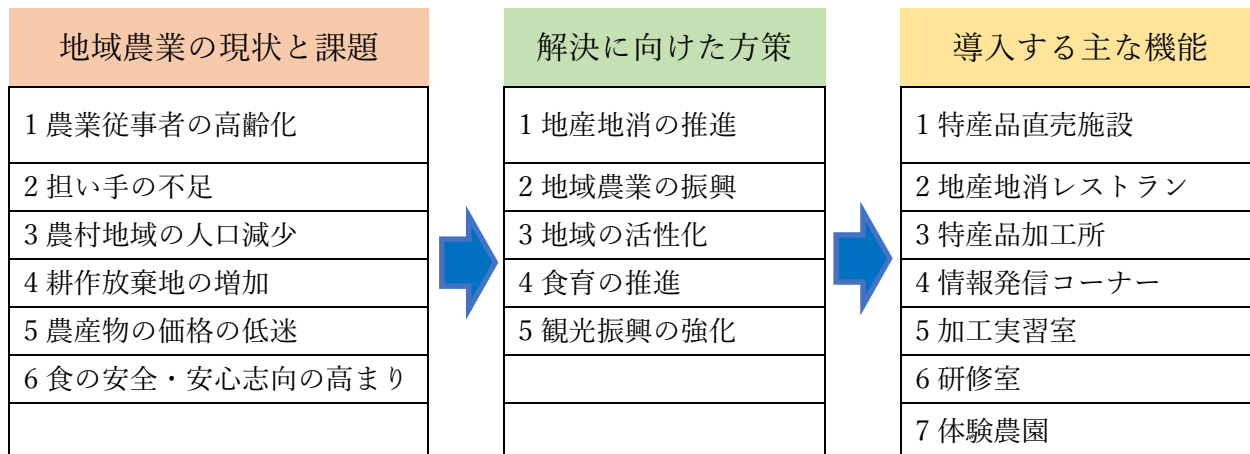 地域農業の現状と課題
1 農業従事者の高齢化
2 担い手の不足
3 農村地域の人口減少
4 耕作放棄地の増加
5 農産物の価格の低迷
6 食の安全・安心志向の高まり
解決に向けた方策
1 地産地消の推進
2 地域農業の振興
3 地域の活性化
4 食育の推進
5 観光振興の強化
導入する主な機能
1 特産品直売施設
2 地産地消レストラン
3 特産品加工所
4 情報発信コーナー
5 加工実習室
6 研修室
7 体験農園